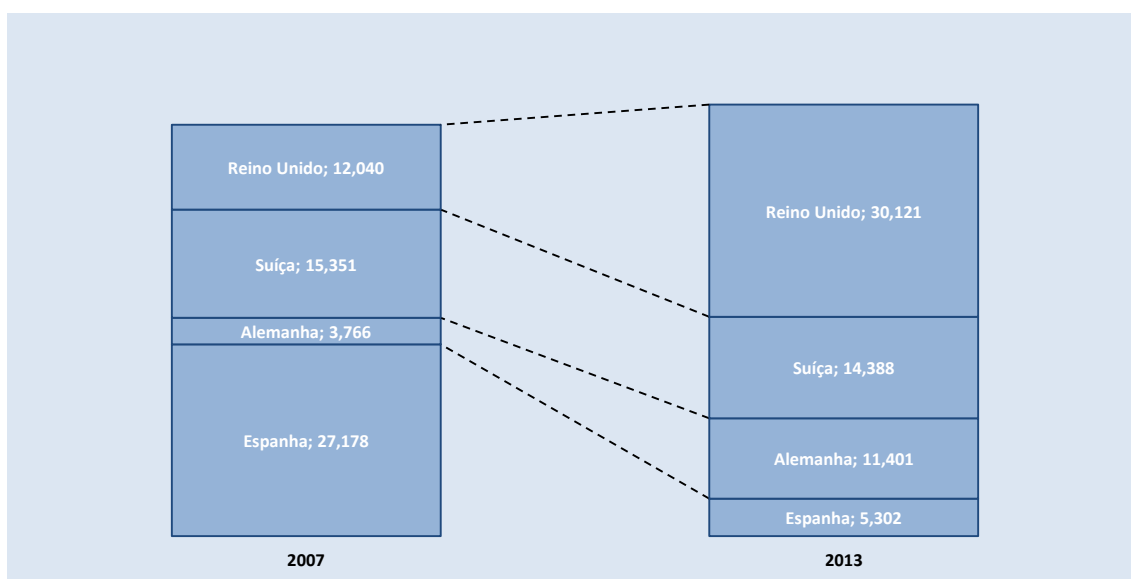 Reino Unido; 12,040
Suíça; 15,351
Alemanha; 3,766
Espanha; 27,178
2007
Reino Unido; 30,121
Suíça; 14,388
Alemanha; 11,401
Espanha; 5,302
2013